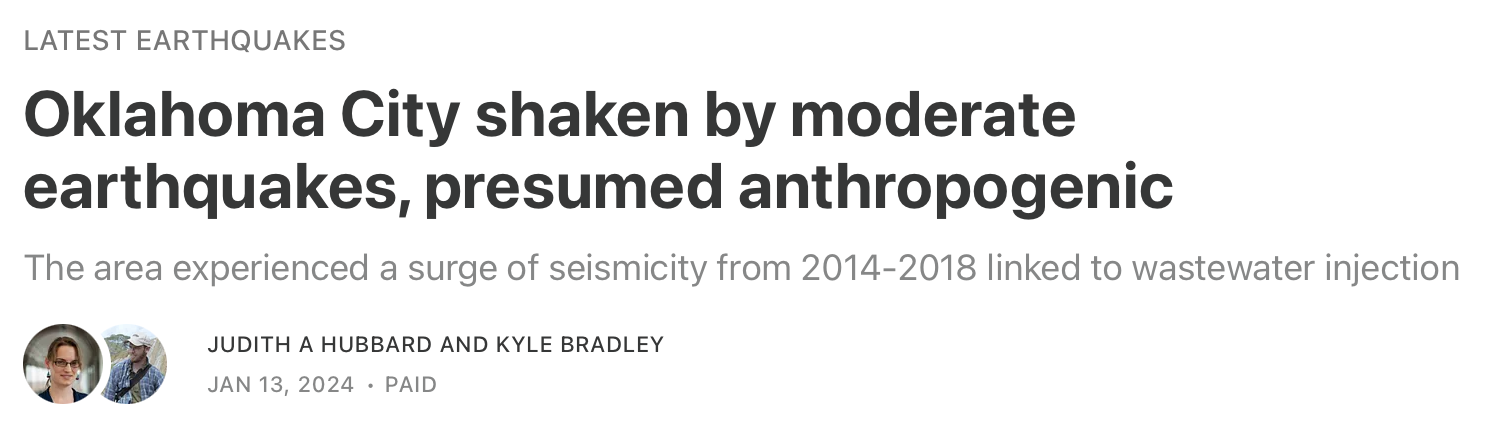 LATEST EARTHQUAKES
Oklahoma City shaken by moderate
earthquakes, presumed anthropogenic
The area experienced a surge of seismicity from 2014-2018 linked to wastewater injection
JUDITH A HUBBARD AND KYLE BRADLEY
JAN 13, 2024 • PAID